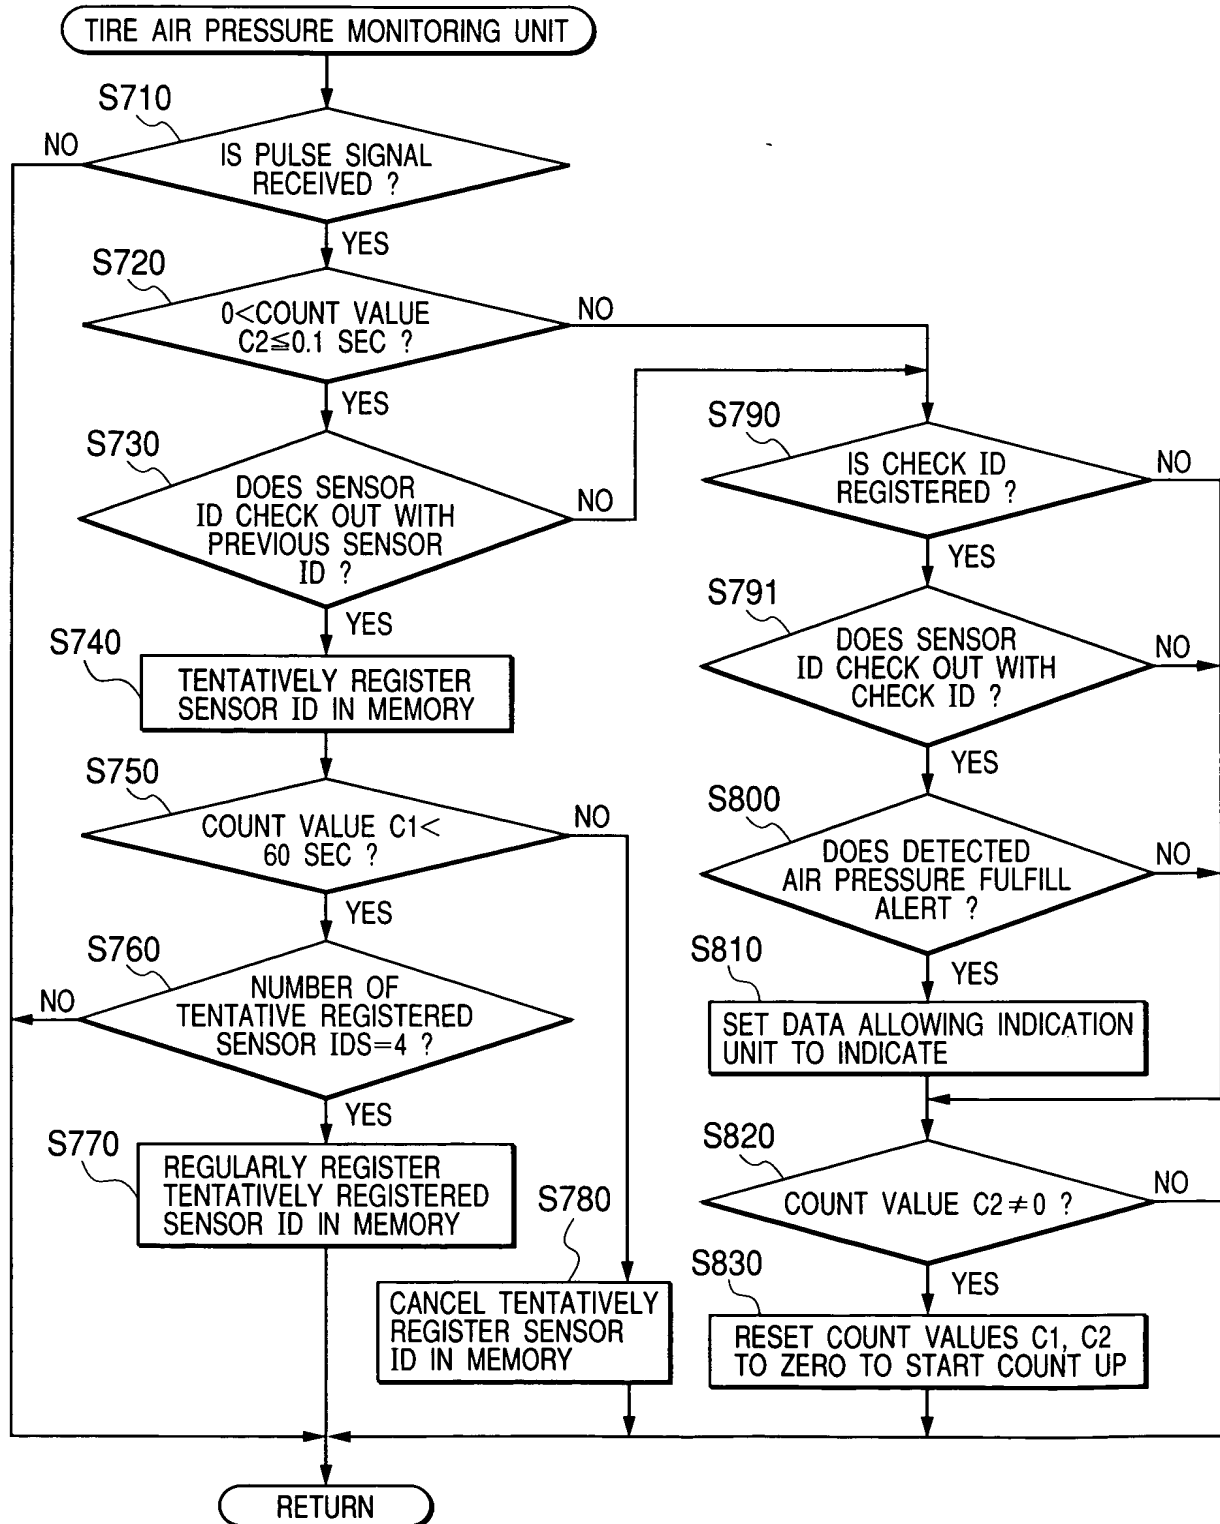 TIRE AIR PRESSURE MONITORING UNIT
S710
NO
IS PULSE SIGNAL
RECEIVED ?
YES
S720
0<COUNT VALUE
C2≦0.1 SEC ?
NO
YES
S730
DOES SENSOR
ID CHECK OUT WITH
PREVIOUS SENSOR
ID ?
NO
YES
S740
TENTATIVELY REGISTER
SENSOR ID IN MEMORY
S750
COUNT VALUE C1<
60 SEC ?
NO
YES
S760
NO
NUMBER OF
TENTATIVE REGISTERED
SENSOR IDS=4 ?
YES
S770
REGULARLY REGISTER
TENTATIVELY REGISTERED
SENSOR ID IN MEMORY
S780
CANCEL TENTATIVELY
REGISTER SENSOR
ID IN MEMORY
S790
IS CHECK ID
REGISTERED ?
NO
YES
S791
DOES SENSOR
ID CHECK OUT WITH
CHECK ID ?
NO
YES
S800
DOES DETECTED
AIR PRESSURE FULFILL
ALERT ?
NO
YES
S810
SET DATA ALLOWING INDICATION
UNIT TO INDICATE
S820
COUNT VALUE C2≠0 ?
NO
YES
S830
RESET COUNT VALUES C1, C2
TO ZERO TO START COUNT UP
RETURN